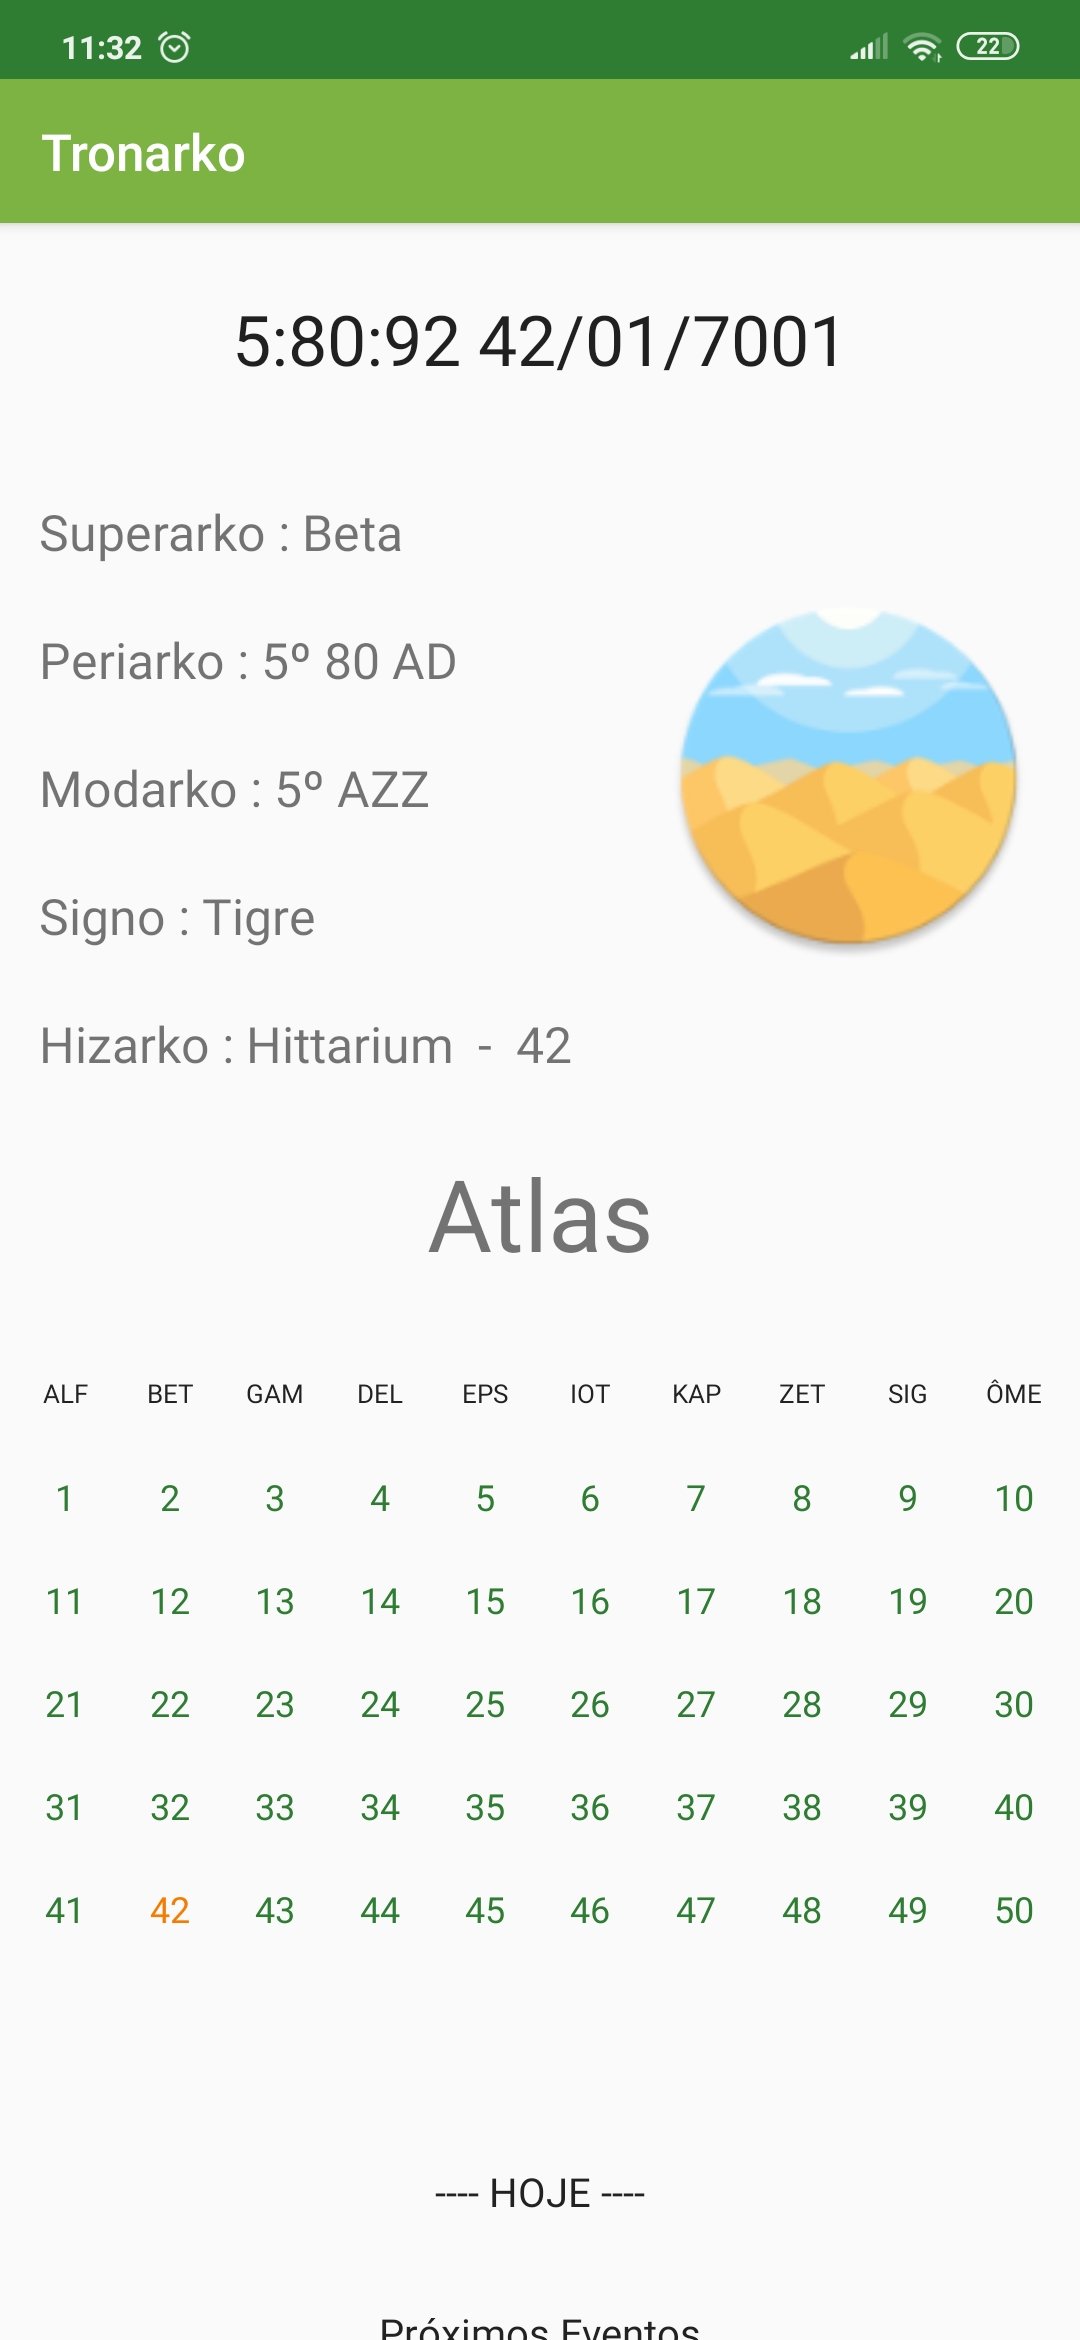 11:32 22
Tronarko
5:80:92 42/01/7001
Superarko : Beta
Periarko : 5º 80 AD
Modarko : 5º AZZ
Signo : Tigre
Hizarko : Hittarium - 42
Atlas
ALF BET GAM DEL EPS IOT KAP ZET SIG ÔME
1 2 3 4 5 6 7 8 9 10
11 12 13 14 15 16 17 18 19 20
21 22 23 24 25 26 27 28 29 30
31 32 33 34 35 36 37 38 39 40
41 42 43 44 45 46 47 48 49 50
---- HOJE ----
Próximos Eventos